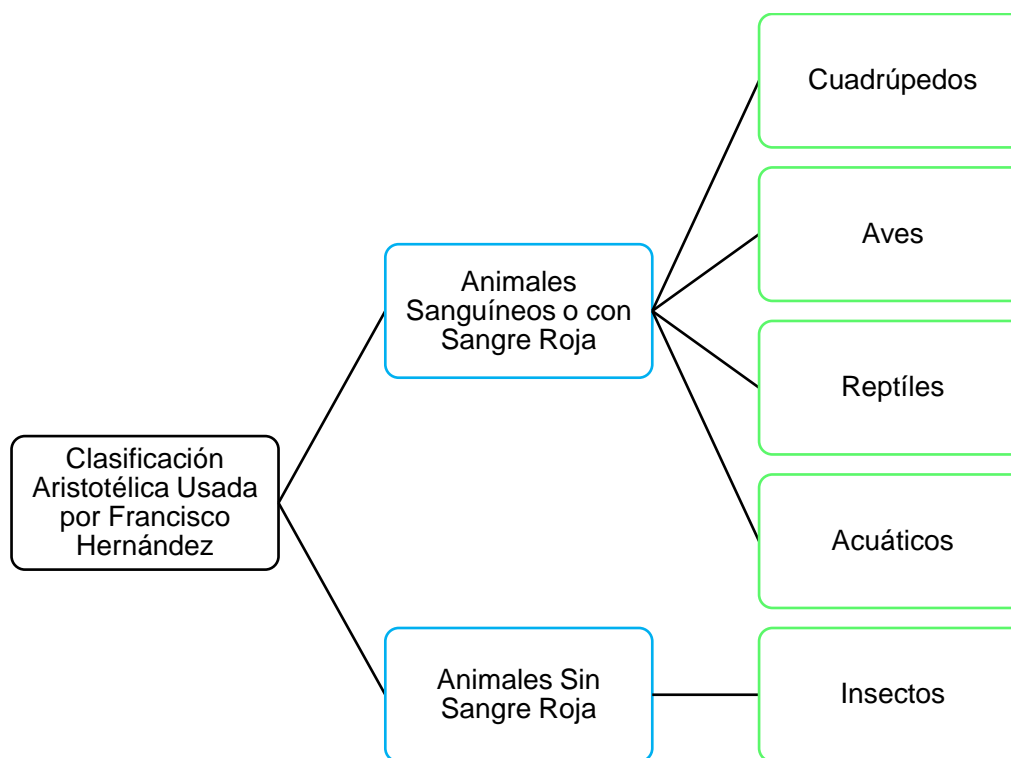 Cuadrúpedos
Aves
Animales
Sanguíneos o con
Sangre Roja
Reptíles
Clasificación
Aristotélica Usada
por Francisco
Hernández
Acuáticos
Animales Sin
Sangre Roja
Insectos